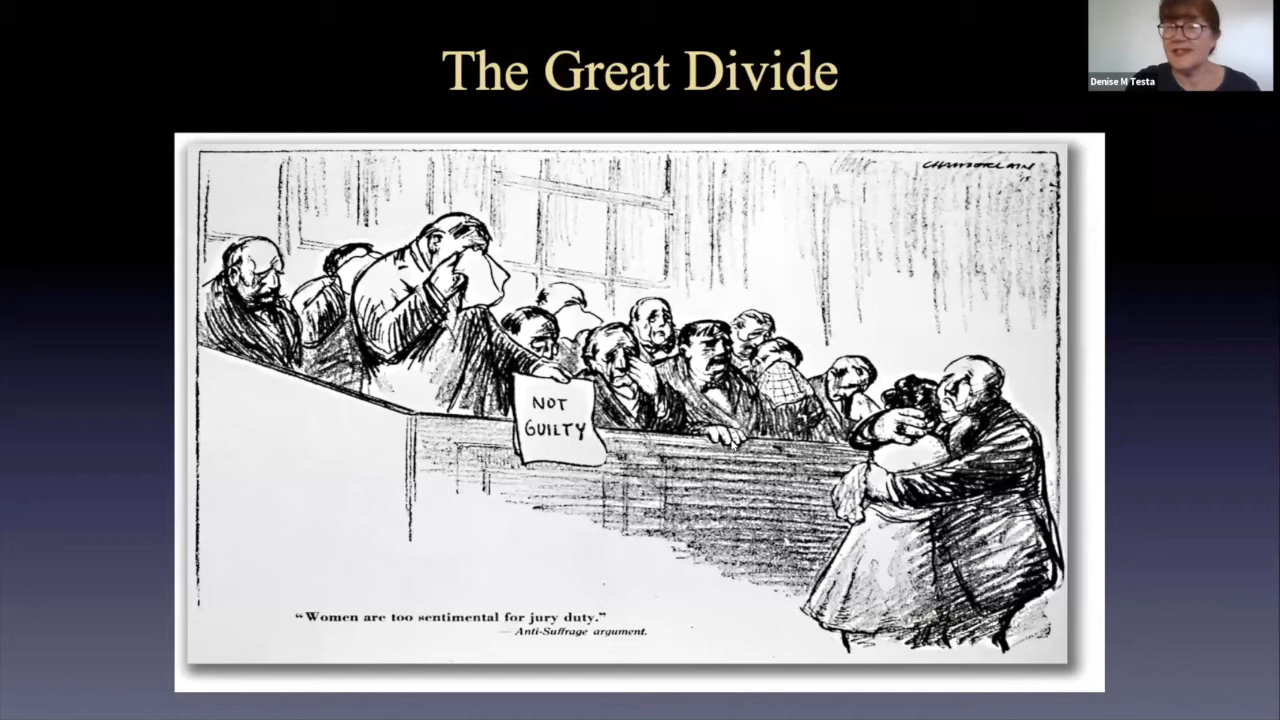 The Great Divide
Denise M Testa
NOT
GUILTY
"Women are too sentimental for jury duty."
— Anti-Suffrage argument.